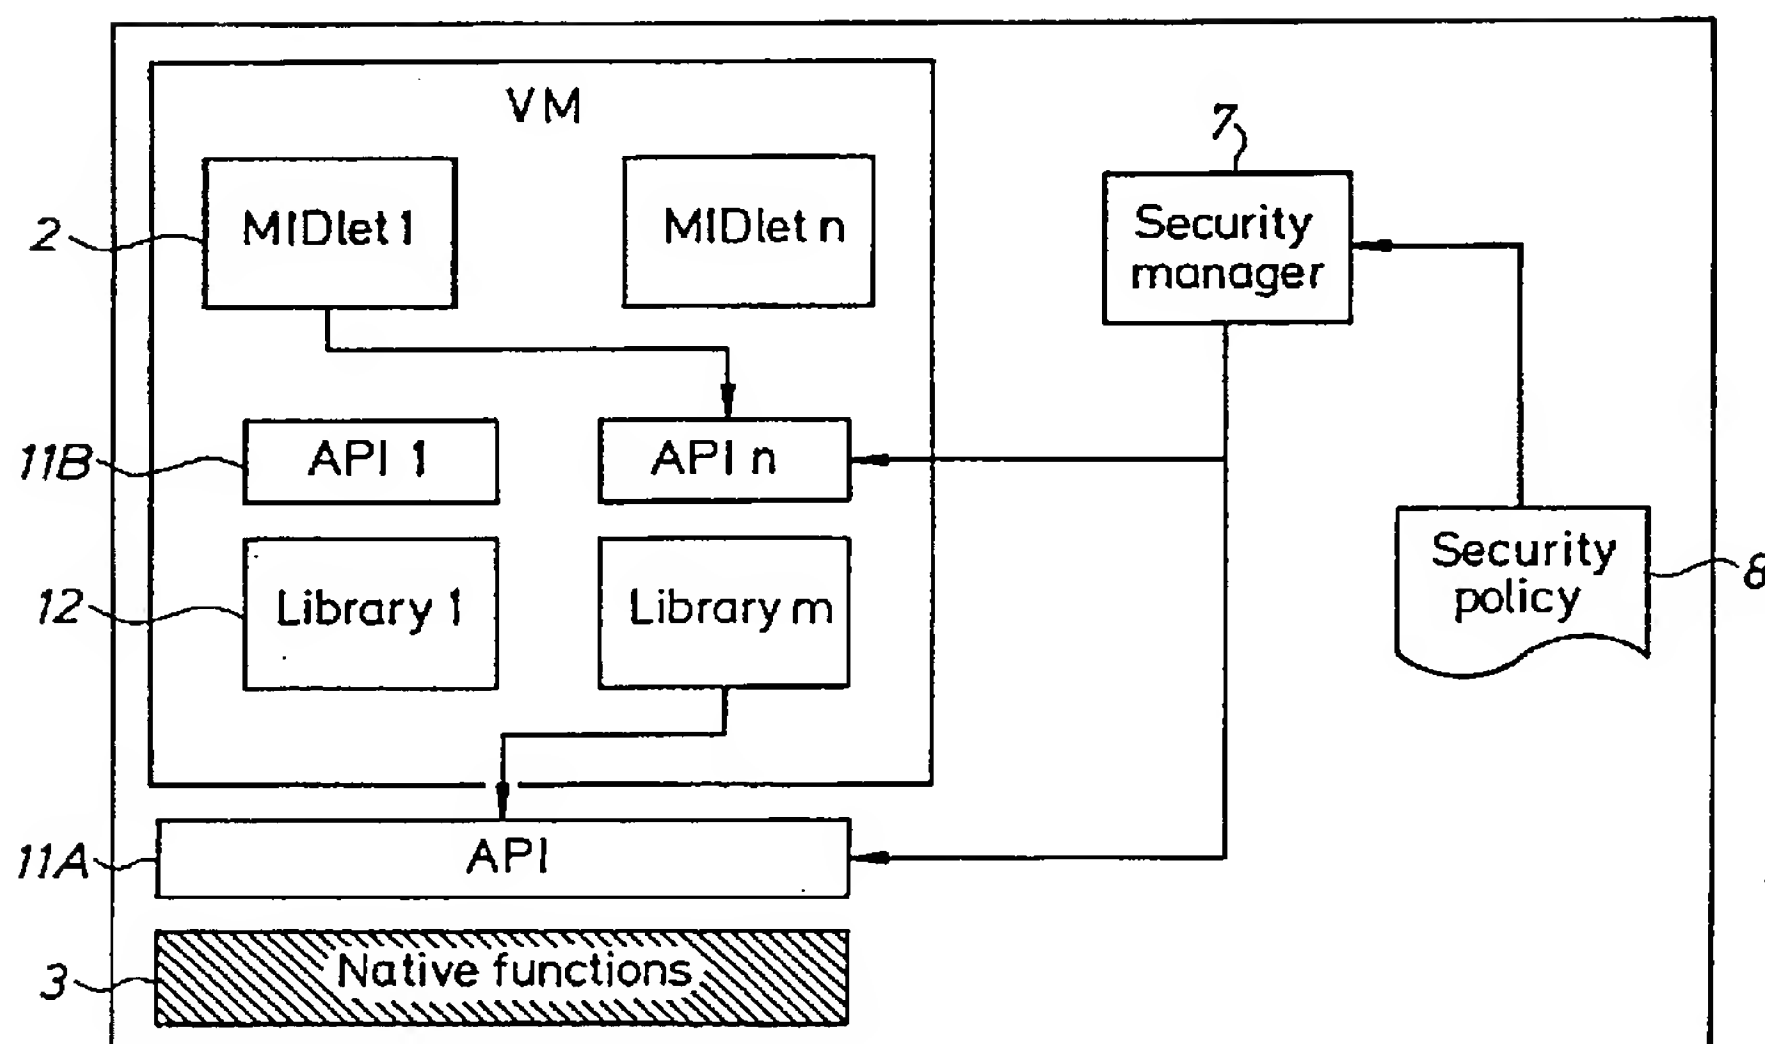 VM
7
2
MIDlet 1
MIDlet n
Security
manager
11B
API 1
API n
Security
policy
8
12
Library 1
Library m
11A
API
3
Native functions